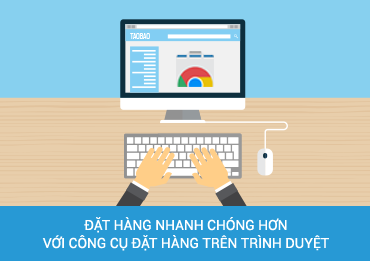 TAOBAO
ĐẶT HÀNG NHANH CHÓNG HƠN
VỚI CÔNG CỤ ĐẶT HÀNG TRÊN TRÌNH DUYỆT